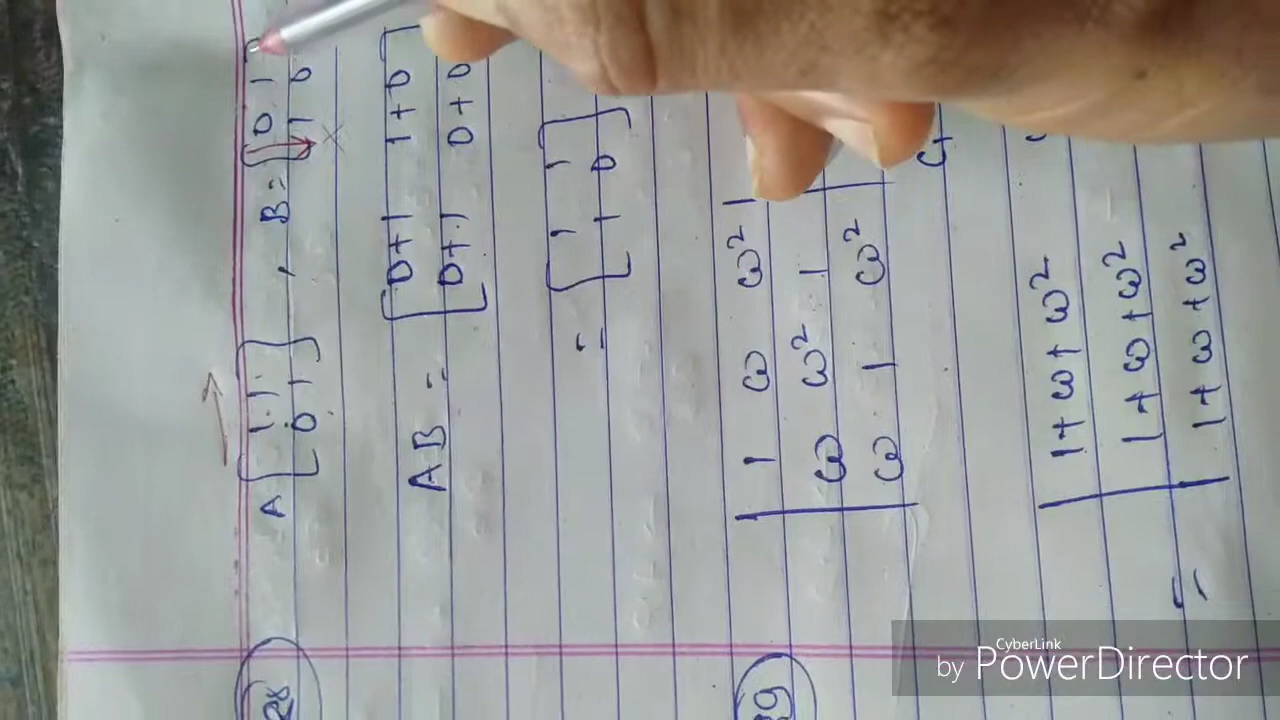 28 A [ 1 1 , B = [ 0 1
0 1 ] 1 0 ]
AB = [ 0+1 1+0
0+1 0+0
= [ 1 1
1 0 ]
29 | 1 ω ω² |
ω ω² 1
ω 1 ω² |
C₁
= | 1+ω+ω²
1+ω+ω²
1+ω+ω²
CyberLink
by PowerDirector